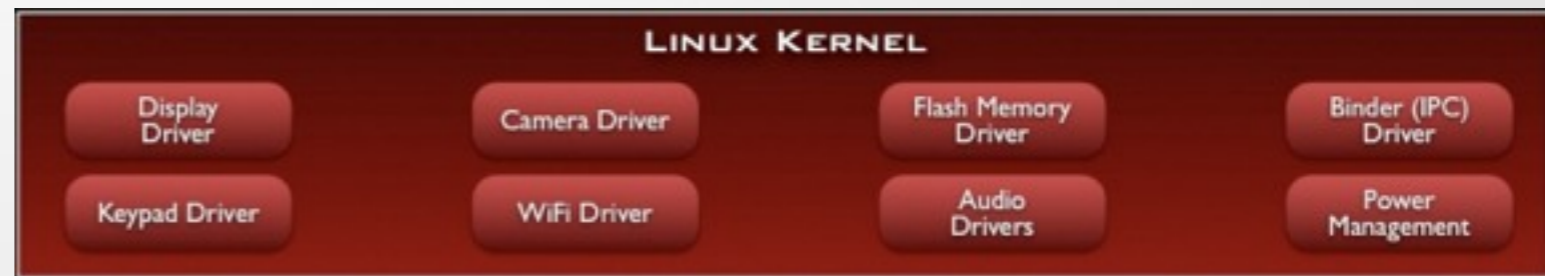 LINUX KERNEL
Display
Driver
Camera Driver
Flash Memory
Driver
Binder (IPC)
Driver
Keypad Driver
WiFi Driver
Audio
Drivers
Power
Management